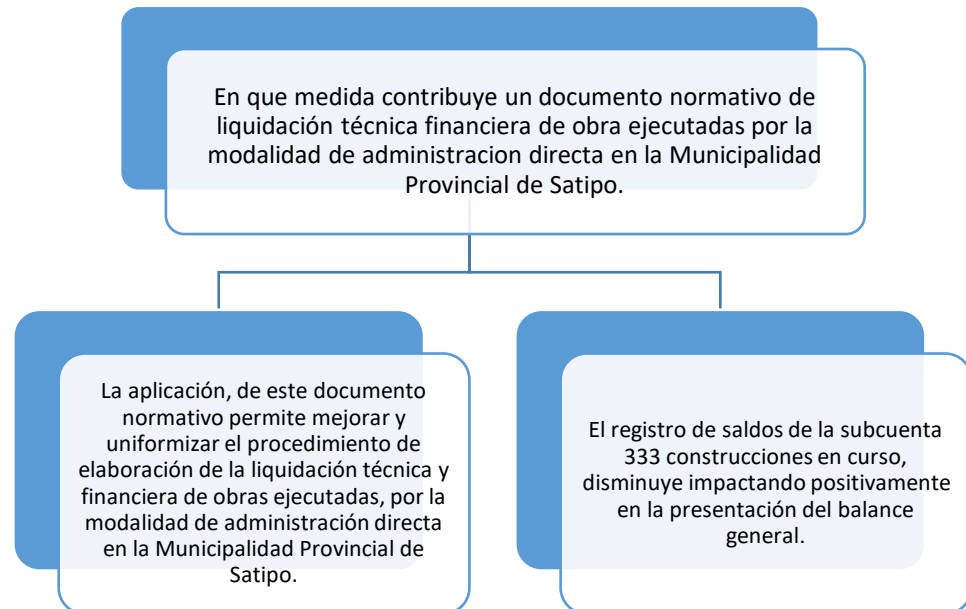 En que medida contribuye un documento normativo de
liquidación técnica financiera de obra ejecutadas por la
modalidad de administracion directa en la Municipalidad
Provincial de Satipo.
La aplicación, de este documento
normativo permite mejorar y
uniformizar el procedimiento de
elaboración de la liquidación técnica y
financiera de obras ejecutadas, por la
modalidad de administración directa
en la Municipalidad Provincial de
Satipo.
El registro de saldos de la subcuenta
333 construcciones en curso,
disminuye impactando positivamente
en la presentación del balance
general.